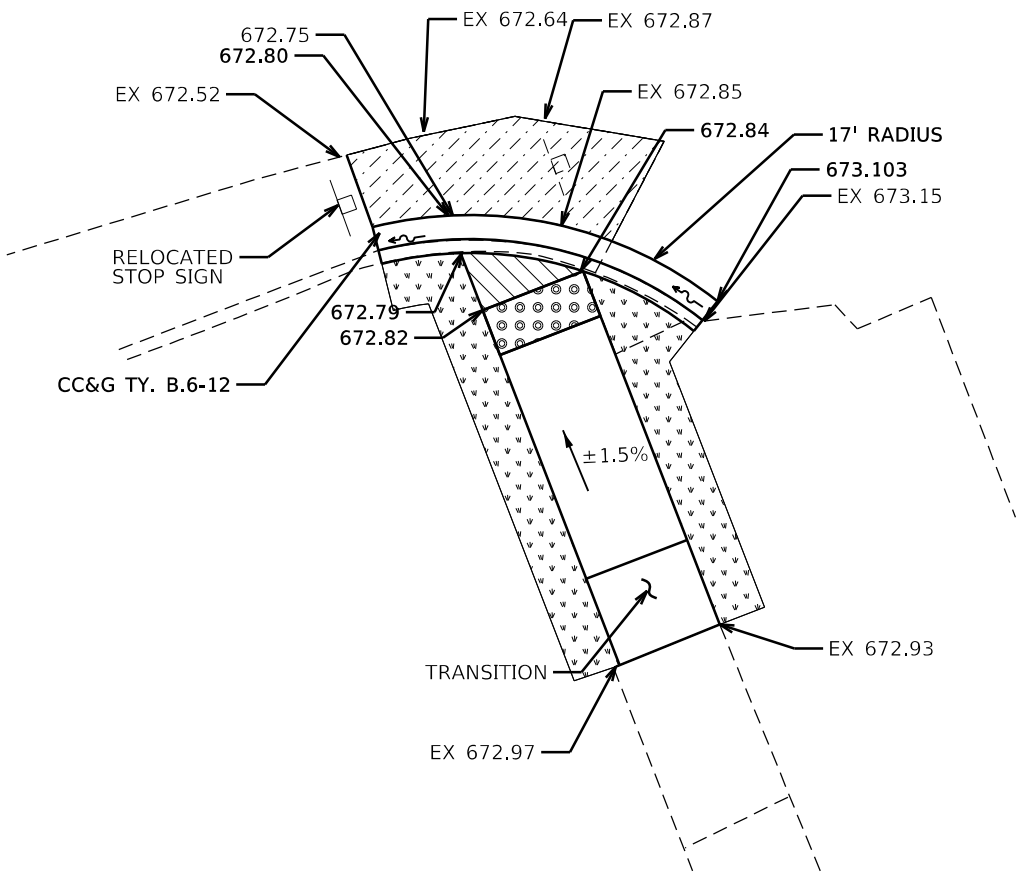 EX 672.64
EX 672.87
672.75
672.80
EX 672.52
EX 672.85
672.84
17' RADIUS
673.103
EX 673.15
RELOCATED
STOP SIGN
672.79
672.82
CC&G TY. B.6-12
±1.5%
TRANSITION
EX 672.93
EX 672.97